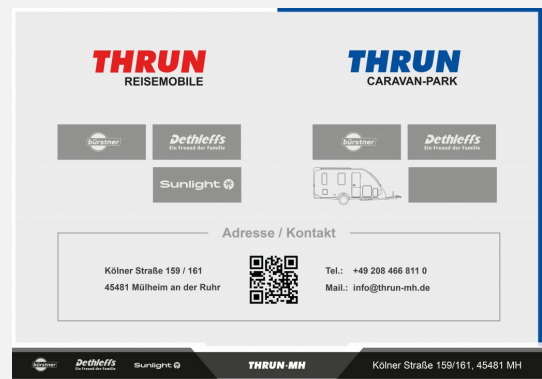 THRUN
REISEMOBILE
THRUN
CARAVAN-PARK
bürstner
Dethleffs
Ein Freund der Familie
bürstner
Dethleffs
Ein Freund der Familie
Sunlight
Adresse / Kontakt
Kölner Straße 159 / 161
45481 Mülheim an der Ruhr
Tel.: +49 208 466 811 0
Mail.: info@thrun-mh.de
bürstner
Dethleffs
Ein Freund der Familie
Sunlight
THRUN-MH
Kölner Straße 159/161, 45481 MH